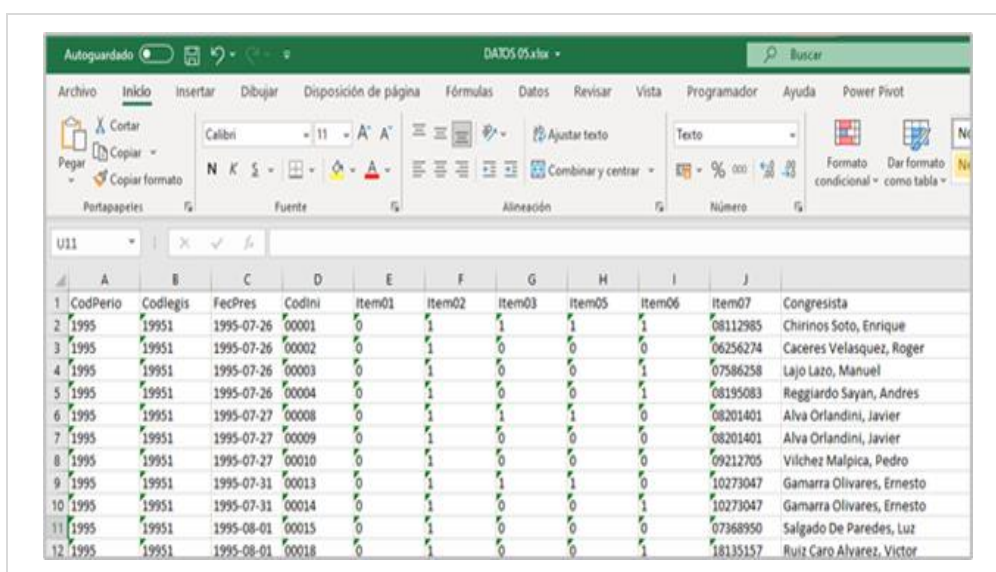 Autoguardado DATOS 05.xlsx Buscar
Archivo Inicio Insertar Dibujar Disposición de página Fórmulas Datos Revisar Vista Programador Ayuda Power Pivot
Pegar
Cortar
Copiar
Copiar formato
Calibri 11 A A
N K S A
Ajustar texto
Combinar y centrar
Texto
% 000
Formato condicional
Dar formato como tabla
Portapapeles Fuente Alineación Número
U11 fx
A B C D E F G H I J
1 CodPerio Codlegis FecPres CodIni Item01 Item02 Item03 Item05 Item06 Item07 Congresista
2 1995 19951 1995-07-26 00001 0 1 1 1 1 08112985 Chirinos Soto, Enrique
3 1995 19951 1995-07-26 00002 0 1 0 0 0 06256274 Caceres Velasquez, Roger
4 1995 19951 1995-07-26 00003 0 1 0 0 1 07586258 Lajo Lazo, Manuel
5 1995 19951 1995-07-26 00004 0 1 0 0 1 08195083 Reggiardo Sayan, Andres
6 1995 19951 1995-07-27 00008 0 1 1 1 0 08201401 Alva Orlandini, Javier
7 1995 19951 1995-07-27 00009 0 1 0 0 0 08201401 Alva Orlandini, Javier
8 1995 19951 1995-07-27 00010 0 1 0 0 0 09212705 Vilchez Malpica, Pedro
9 1995 19951 1995-07-31 00013 0 1 1 1 0 10273047 Gamarra Olivares, Ernesto
10 1995 19951 1995-07-31 00014 0 1 0 0 1 10273047 Gamarra Olivares, Ernesto
11 1995 19951 1995-08-01 00015 0 1 0 0 0 07368950 Salgado De Paredes, Luz
12 1995 19951 1995-08-01 00018 0 1 0 0 1 18135157 Ruiz Caro Alvarez, Victor